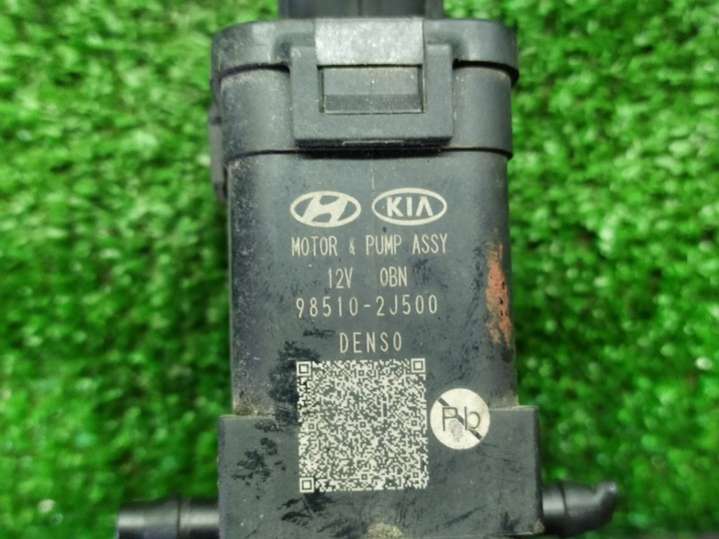 KIA
MOTOR & PUMP ASSY
12V OBN
98510-2J500
DENSO
Pb